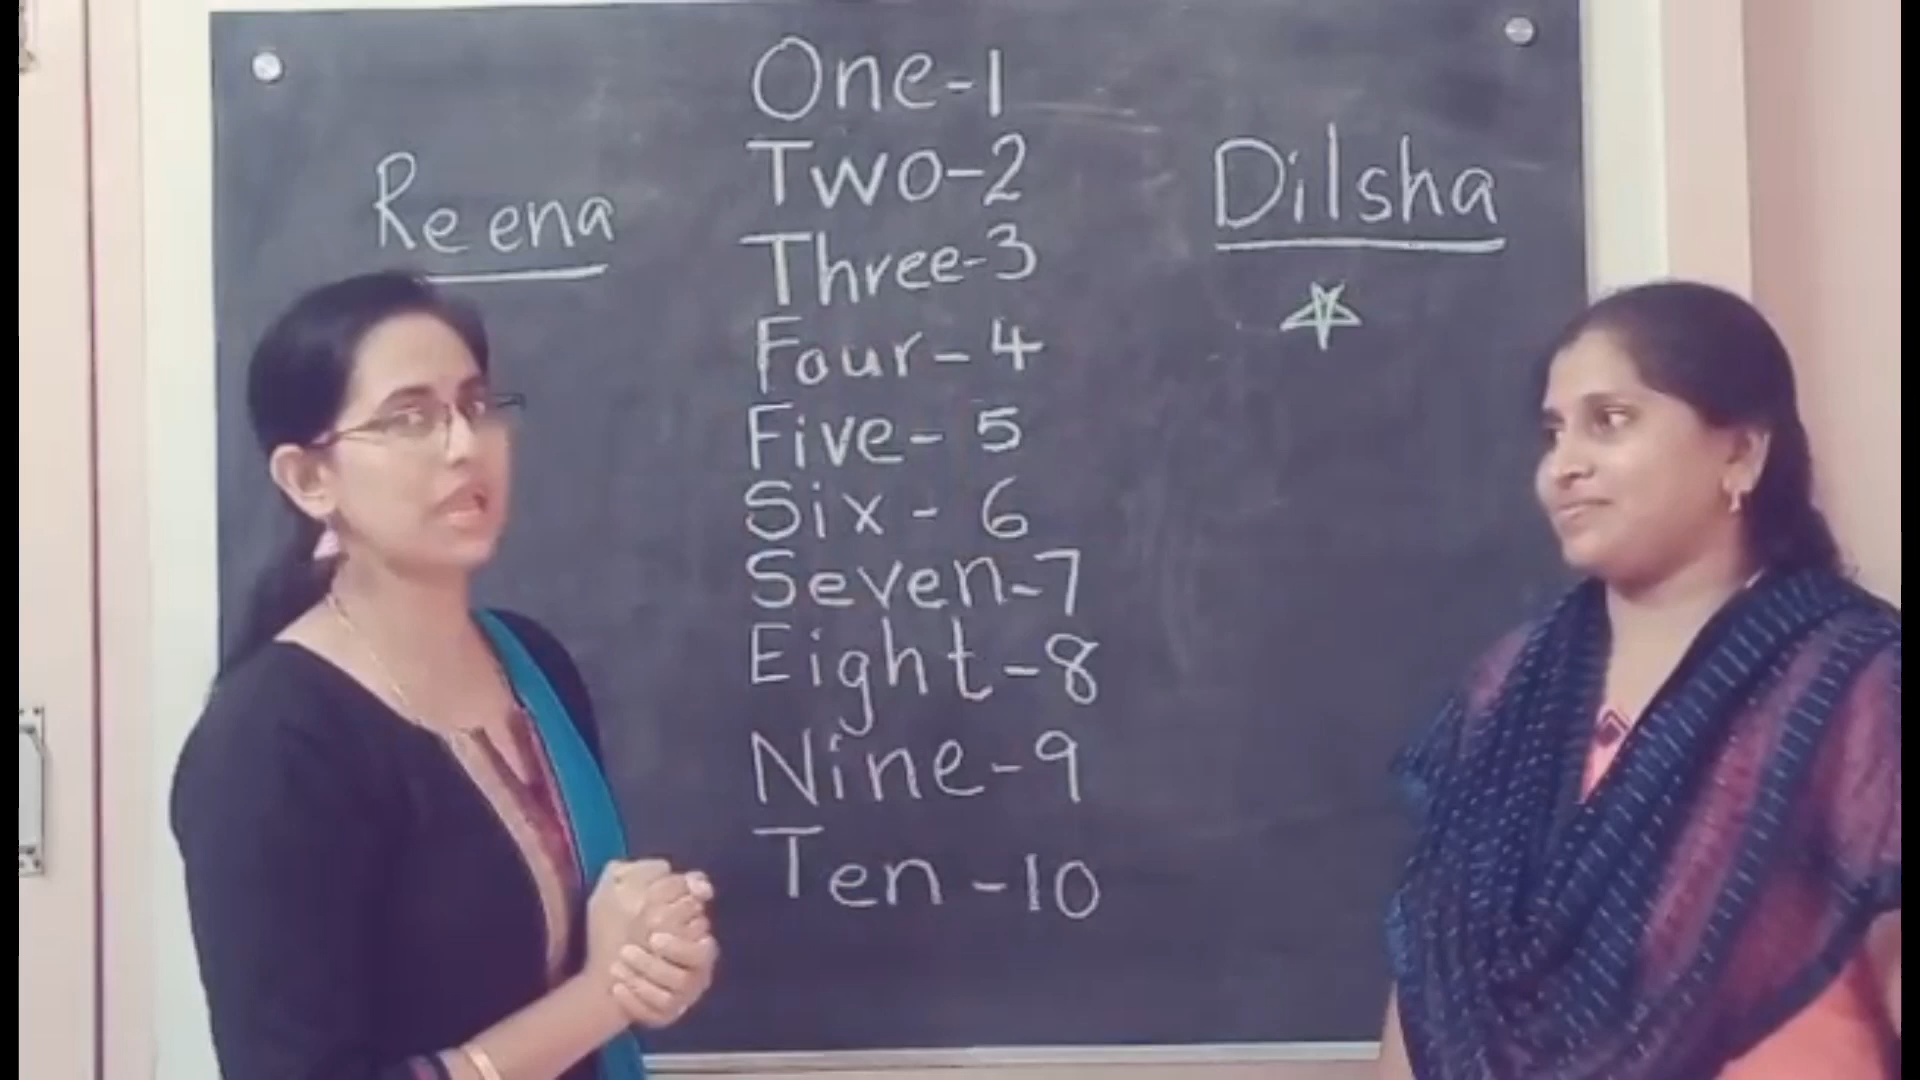 Reena
One-1
Two-2
Three-3
Four-4
Five-5
Six-6
Seven-7
Eight-8
Nine-9
Ten-10
Dilsha